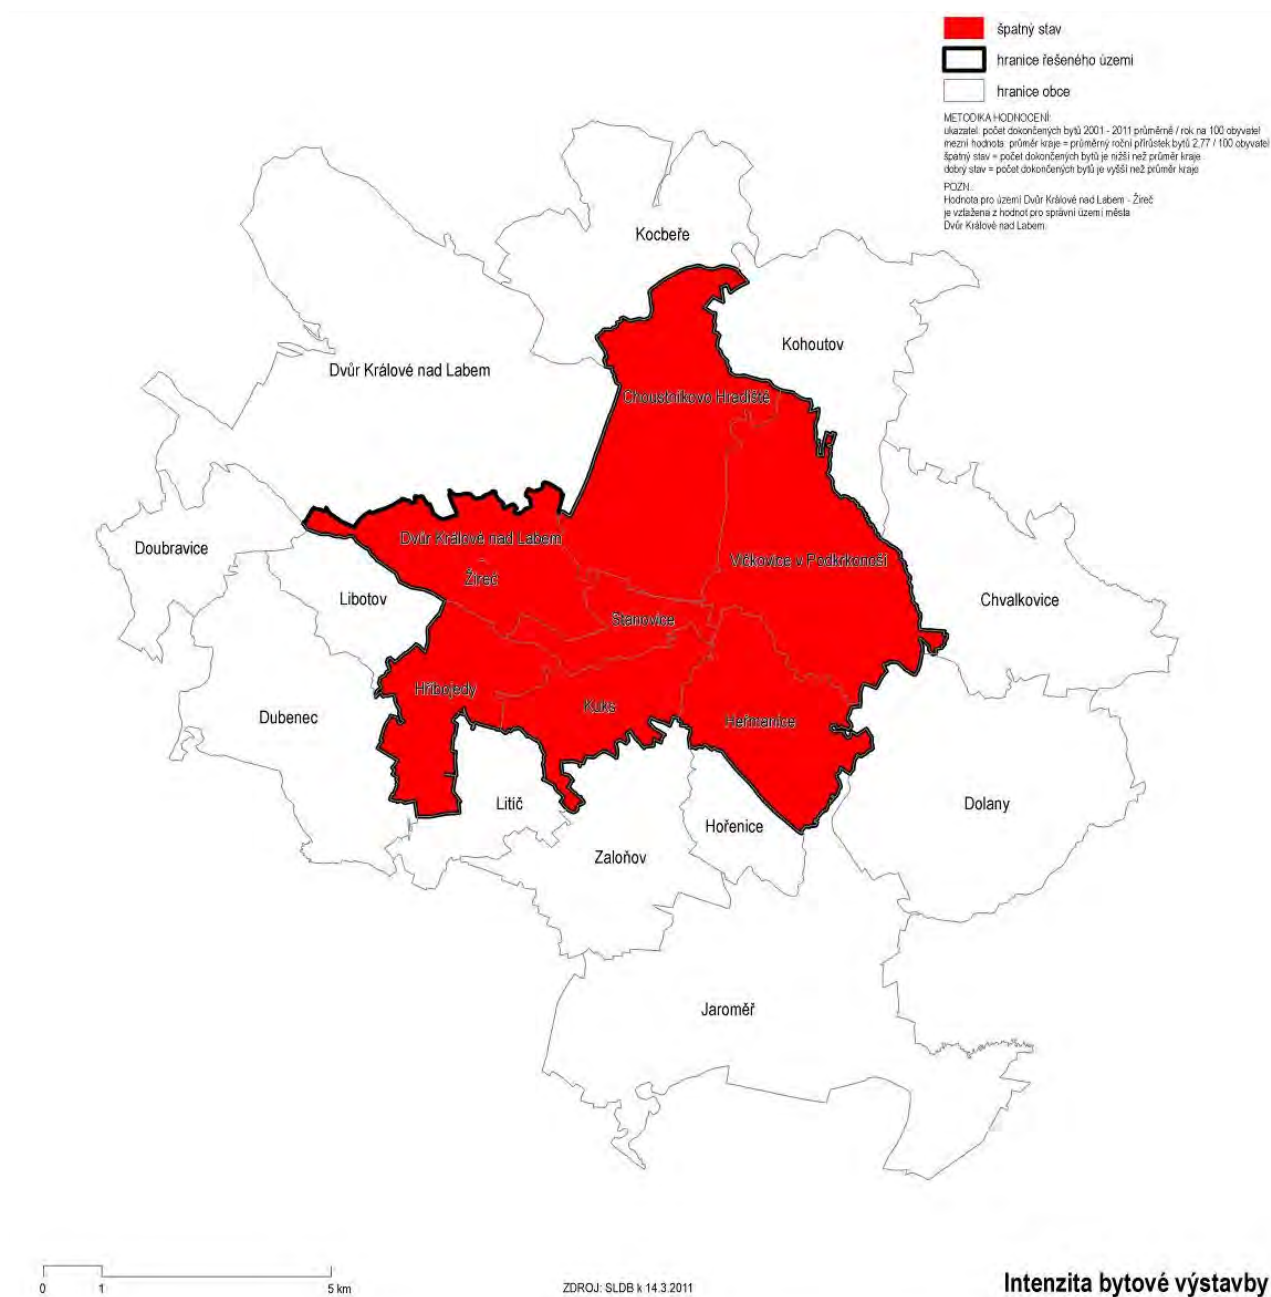 špatný stav
hranice řešeného území
hranice obce
METODIKA HODNOCENÍ:
ukazatel: počet dokončených bytů 2001 - 2011 průměrně / rok na 100 obyvatel
mezní hodnota: průměr kraje = průměrný roční přírůstek bytů 2,77 / 100 obyvatel
špatný stav = počet dokončených bytů je nižší než průměr kraje
dobrý stav = počet dokončených bytů je vyšší než průměr kraje
POZN.:
Hodnota pro území Dvůr Králové nad Labem - Žireč
je vztažena z hodnot pro správní území města
Dvůr Králové nad Labem.
Kocbeře
Kohoutov
Dvůr Králové nad Labem
Choustníkovo Hradiště
Dvůr Králové nad Labem
-
Žireč
Doubravice
Vlčkovice v Podkrkonoší
Libotov
Chvalkovice
Stanovice
Hřibojedy
Kuks
Dubenec
Heřmanice
Litíč
Dolany
Hořenice
Zaloňov
Jaroměř
0 1 5 km
ZDROJ: SLDB k 14.3.2011
Intenzita bytové výstavby